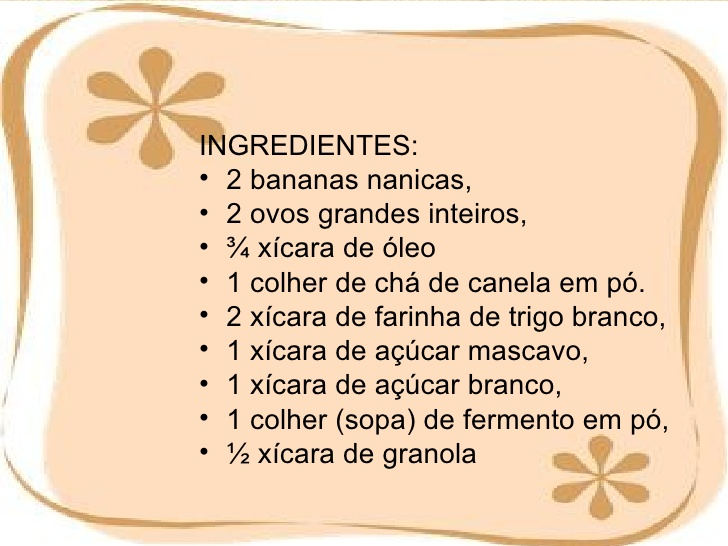 INGREDIENTES:
• 2 bananas nanicas,
• 2 ovos grandes inteiros,
• ¾ xícara de óleo
• 1 colher de chá de canela em pó.
• 2 xícara de farinha de trigo branco,
• 1 xícara de açúcar mascavo,
• 1 xícara de açúcar branco,
• 1 colher (sopa) de fermento em pó,
• ½ xícara de granola